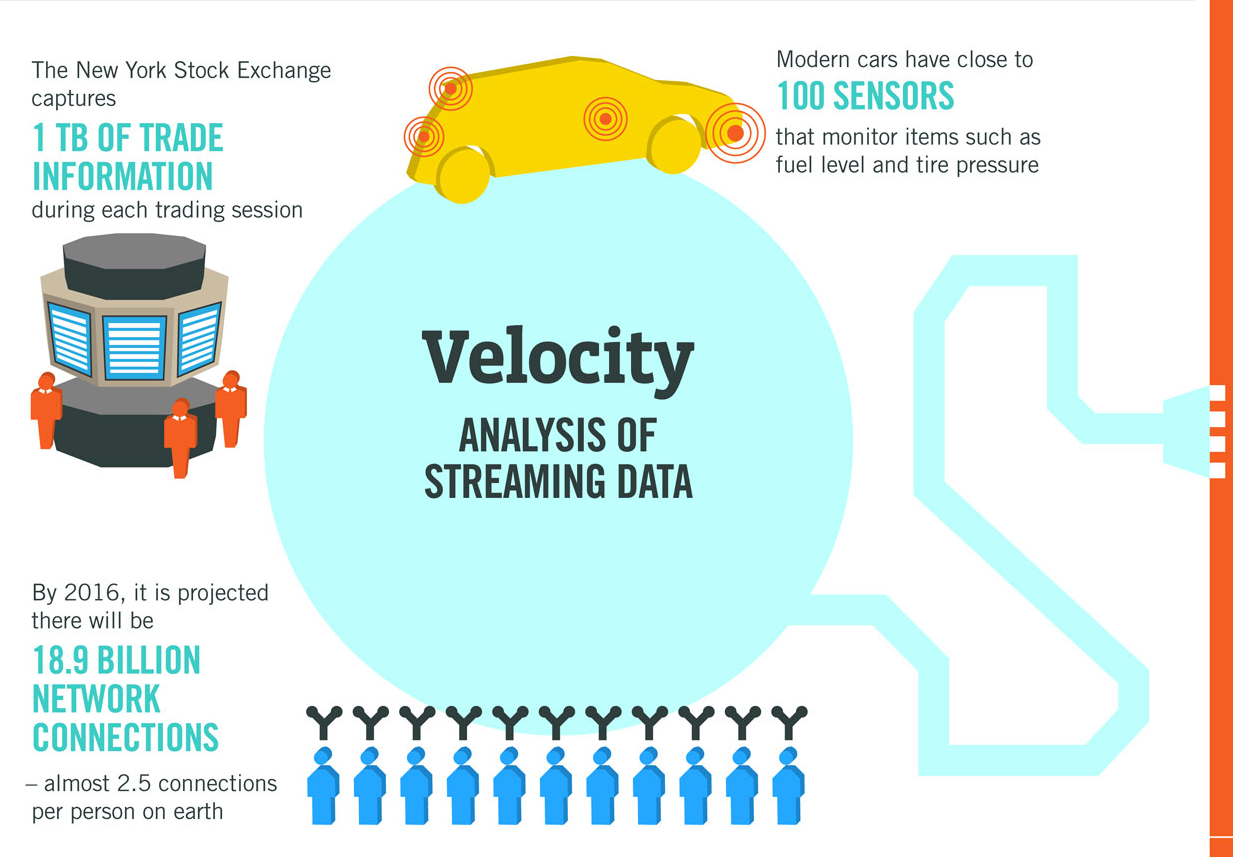 The New York Stock Exchange
captures
1 TB OF TRADE
INFORMATION
during each trading session
Modern cars have close to
100 SENSORS
that monitor items such as
fuel level and tire pressure
Velocity
ANALYSIS OF
STREAMING DATA
By 2016, it is projected
there will be
18.9 BILLION
NETWORK
CONNECTIONS
– almost 2.5 connections
per person on earth